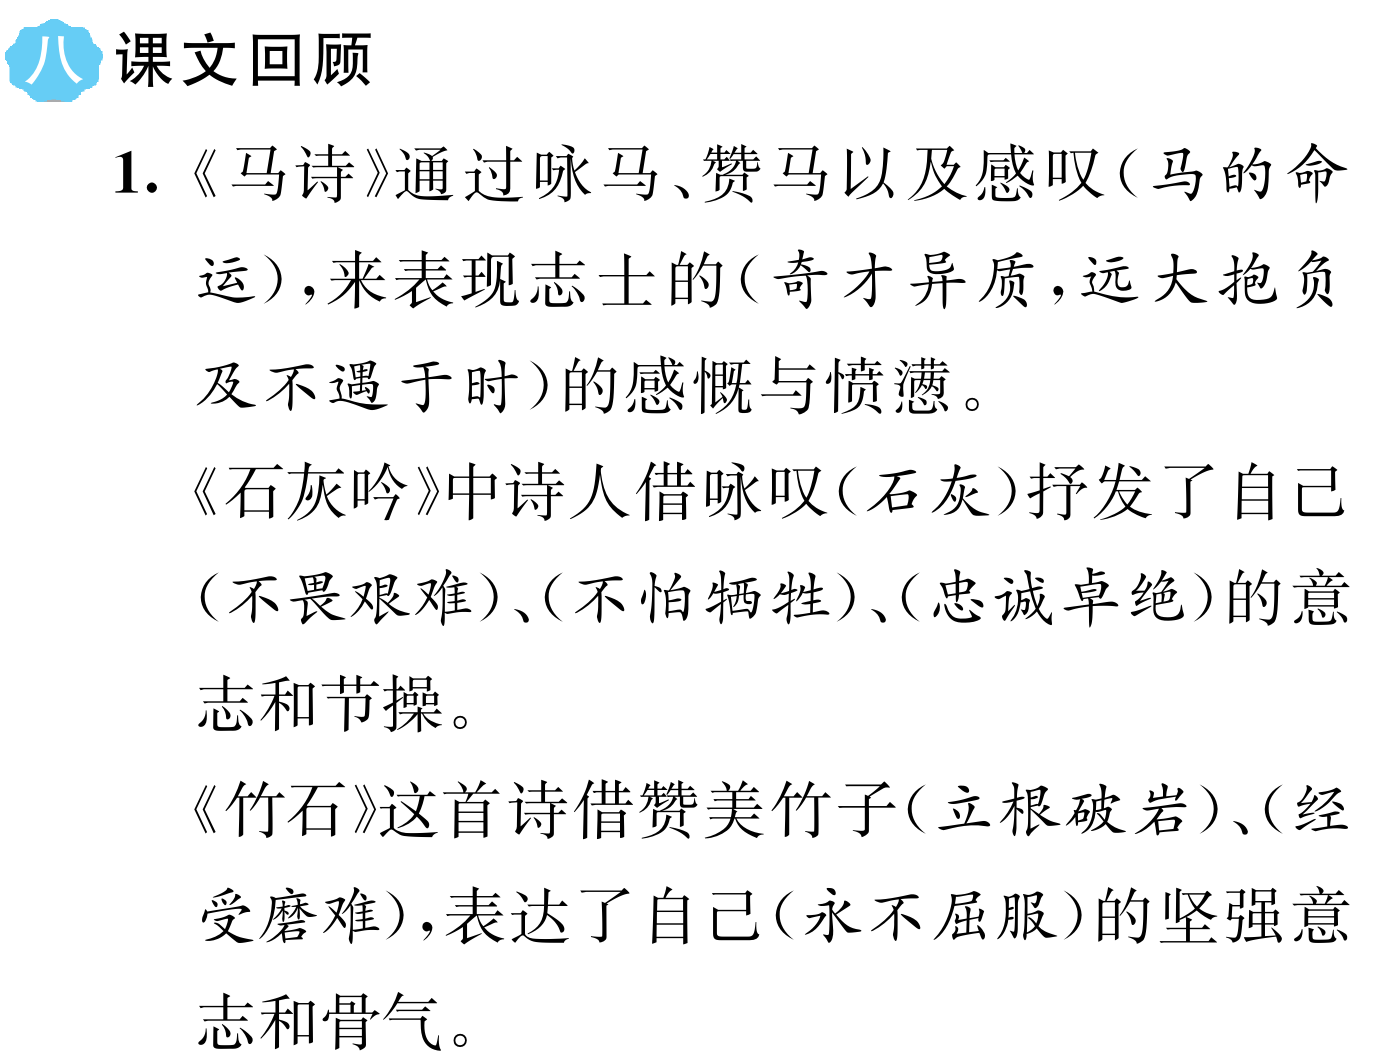 八 课文回顾
1.《马诗》通过咏马、赞马以及感叹(马的命
运),来表现志士的(奇才异质,远大抱负
及不遇于时)的感慨与愤懑。
《石灰吟》中诗人借咏叹(石灰)抒发了自己
(不畏艰难)、(不怕牺牲)、(忠诚卓绝)的意
志和节操。
《竹石》这首诗借赞美竹子(立根破岩)、(经
受磨难),表达了自己(永不屈服)的坚强意
志和骨气。